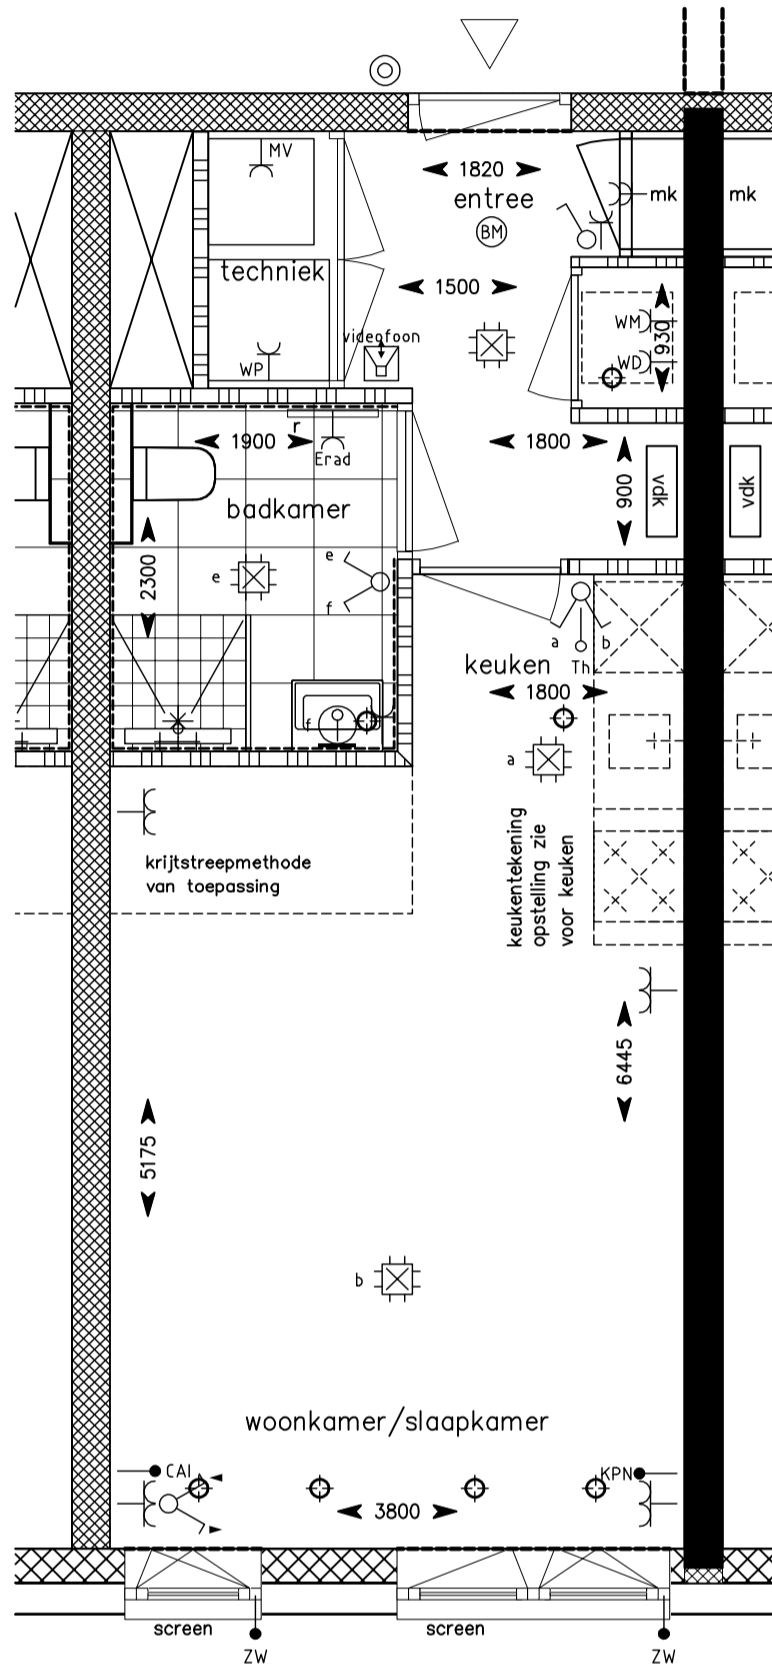 MV
1820
entree
BM
mk
mk
techniek
1500
videofoon
WM
930
WD
WP
r
1900
Erad
1800
900
vdk
vdk
badkamer
2300
e
e
f
a
b
keuken
Th
1800
f
a
krijtstreepmethode
van toepassing
keukentekening
opstelling zie
voor keuken
6445
5175
b
woonkamer/slaapkamer
CAI
KPN
3800
screen
screen
ZW
ZW